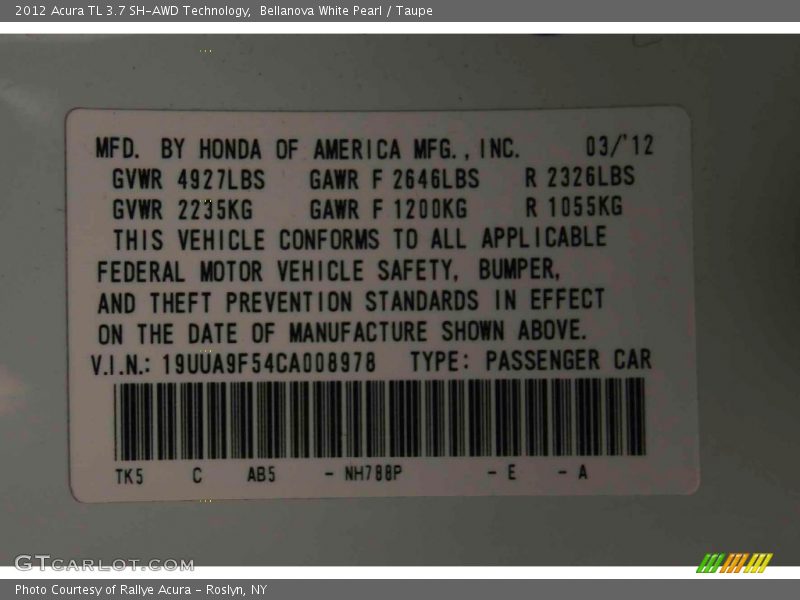 2012 Acura TL 3.7 SH-AWD Technology, Bellanova White Pearl / Taupe
MFD. BY HONDA OF AMERICA MFG., INC. 03/'12
GVWR 4927LBS GAWR F 2646LBS R 2326LBS
GVWR 2235KG GAWR F 1200KG R 1055KG
THIS VEHICLE CONFORMS TO ALL APPLICABLE
FEDERAL MOTOR VEHICLE SAFETY, BUMPER,
AND THEFT PREVENTION STANDARDS IN EFFECT
ON THE DATE OF MANUFACTURE SHOWN ABOVE.
V.I.N.: 19UUA9F54CA008978 TYPE: PASSENGER CAR
TK5 C AB5 - NH788P - E - A
GTCARLOT.COM
Photo Courtesy of Rallye Acura - Roslyn, NY